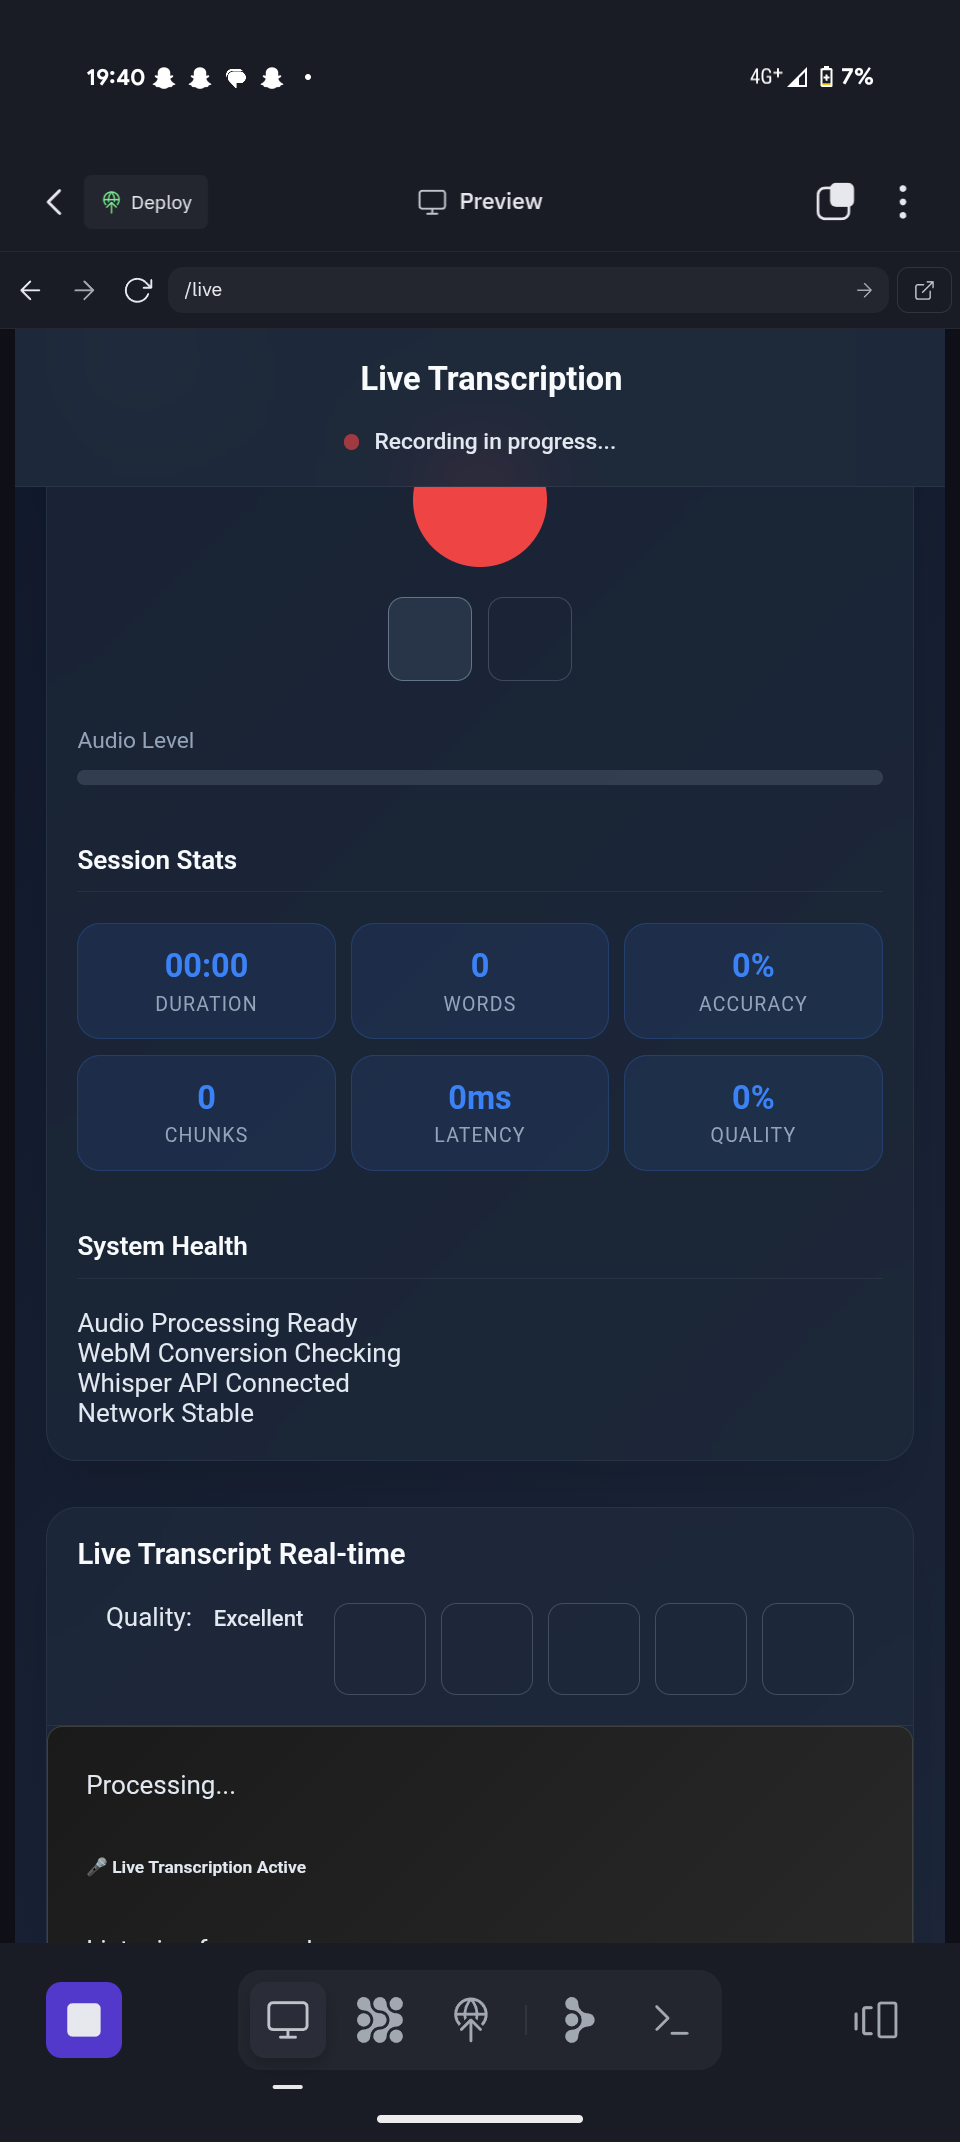 19:40
4G+
7%
Deploy
Preview
/live
Live Transcription
Recording in progress...
Audio Level
Session Stats
00:00
DURATION
0
WORDS
0%
ACCURACY
0
CHUNKS
0ms
LATENCY
0%
QUALITY
System Health
Audio Processing Ready
WebM Conversion Checking
Whisper API Connected
Network Stable
Live Transcript Real-time
Quality: Excellent
Processing...
🎤 Live Transcription Active